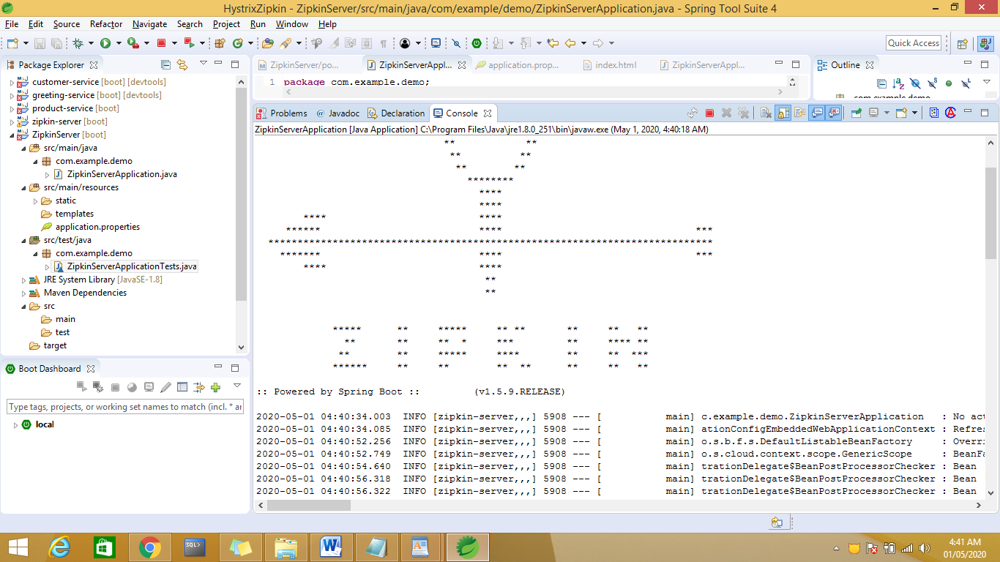 HystrixZipkin - ZipkinServer/src/main/java/com/example/demo/ZipkinServerApplication.java - Spring Tool Suite 4
File Edit Source Refactor Navigate Search Project Run Window Help
Quick Access
Package Explorer
customer-service [boot] [devtools]
greeting-service [boot] [devtools]
product-service [boot]
zipkin-server [boot]
ZipkinServer [boot]
src/main/java
com.example.demo
ZipkinServerApplication.java
src/main/resources
static
templates
application.properties
src/test/java
com.example.demo
ZipkinServerApplicationTests.java
JRE System Library [JavaSE-1.8]
Maven Dependencies
src
main
test
target
Boot Dashboard
Type tags, projects, or working set names to match (incl. * ar
local
ZipkinServer/po... ZipkinServerAppl... application.prop... index.html ZipkinServerAppl...
1 package com.example.demo;
Outline
com.example.demo
Problems @ Javadoc Declaration Console
ZipkinServerApplication [Java Application] C:\Program Files\Java\jre1.8.0_251\bin\javaw.exe (May 1, 2020, 4:40:18 AM)
ZIPKIN
:: Powered by Spring Boot :: (v1.5.9.RELEASE)
2020-05-01 04:40:34.003 INFO [zipkin-server,,,] 5908 --- [ main] c.example.demo.ZipkinServerApplication : No act
2020-05-01 04:40:34.085 INFO [zipkin-server,,,] 5908 --- [ main] ationConfigEmbeddedWebApplicationContext : Refres
2020-05-01 04:40:52.256 INFO [zipkin-server,,,] 5908 --- [ main] o.s.b.f.s.DefaultListableBeanFactory : Overri
2020-05-01 04:40:52.749 INFO [zipkin-server,,,] 5908 --- [ main] o.s.cloud.context.scope.GenericScope : BeanFa
2020-05-01 04:40:54.640 INFO [zipkin-server,,,] 5908 --- [ main] trationDelegate$BeanPostProcessorChecker : Bean
2020-05-01 04:40:56.318 INFO [zipkin-server,,,] 5908 --- [ main] trationDelegate$BeanPostProcessorChecker : Bean
2020-05-01 04:40:56.322 INFO [zipkin-server,,,] 5908 --- [ main] trationDelegate$BeanPostProcessorChecker : Bean
SQL>
4:41 AM
01/05/2020